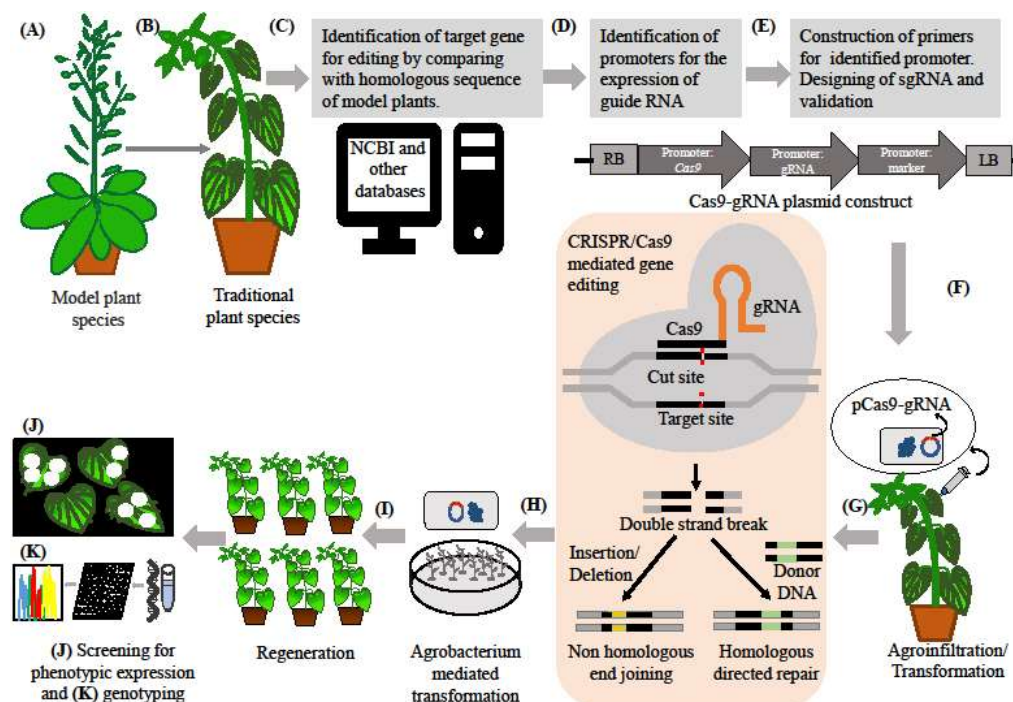 (A)
(B)
(C)
Identification of target gene
for editing by comparing
with homologous sequence
of model plants.
(D)
Identification of
promoters for the
expression of
guide RNA
(E)
Construction of primers
for identified promoter.
Designing of sgRNA and
validation
NCBI and
other
databases
RB
Promoter:
Cas9
Promoter:
gRNA
Promoter:
marker
LB
Cas9-gRNA plasmid construct
Model plant
species
Traditional
plant species
CRISPR/Cas9
mediated gene
editing
gRNA
Cas9
Cut site
Target site
(F)
pCas9-gRNA
(G)
Agroinfiltration/
Transformation
Double strand break
Insertion/
Deletion
Donor
DNA
Non homologous
end joining
Homologous
directed repair
(H)
Agrobacterium
mediated
transformation
(I)
Regeneration
(J)
(K)
(J) Screening for
phenotypic expression
and (K) genotyping